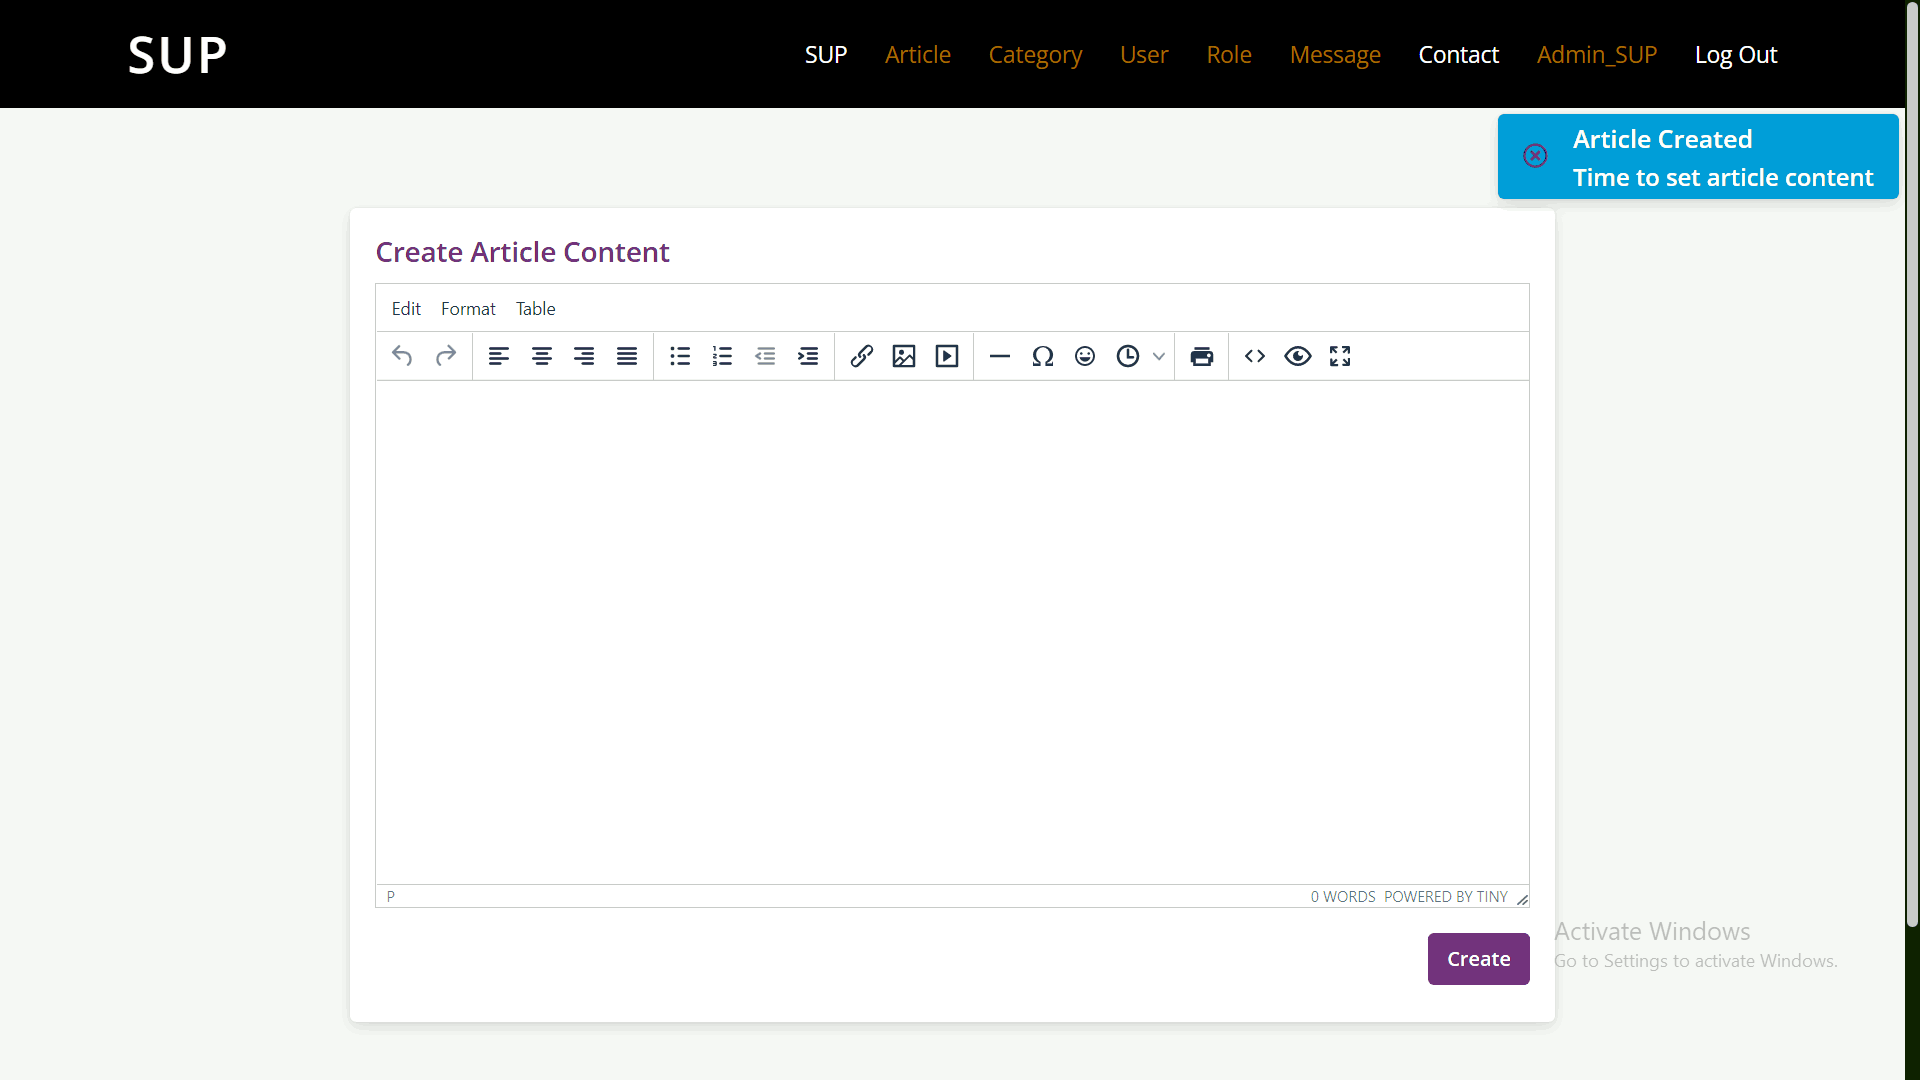 SUP
SUP Article Category User Role Message Contact Admin_SUP Log Out
Article Created
Time to set article content
Create Article Content
Edit Format Table
P
0 WORDS POWERED BY TINY
Create
Activate Windows
Go to Settings to activate Windows.